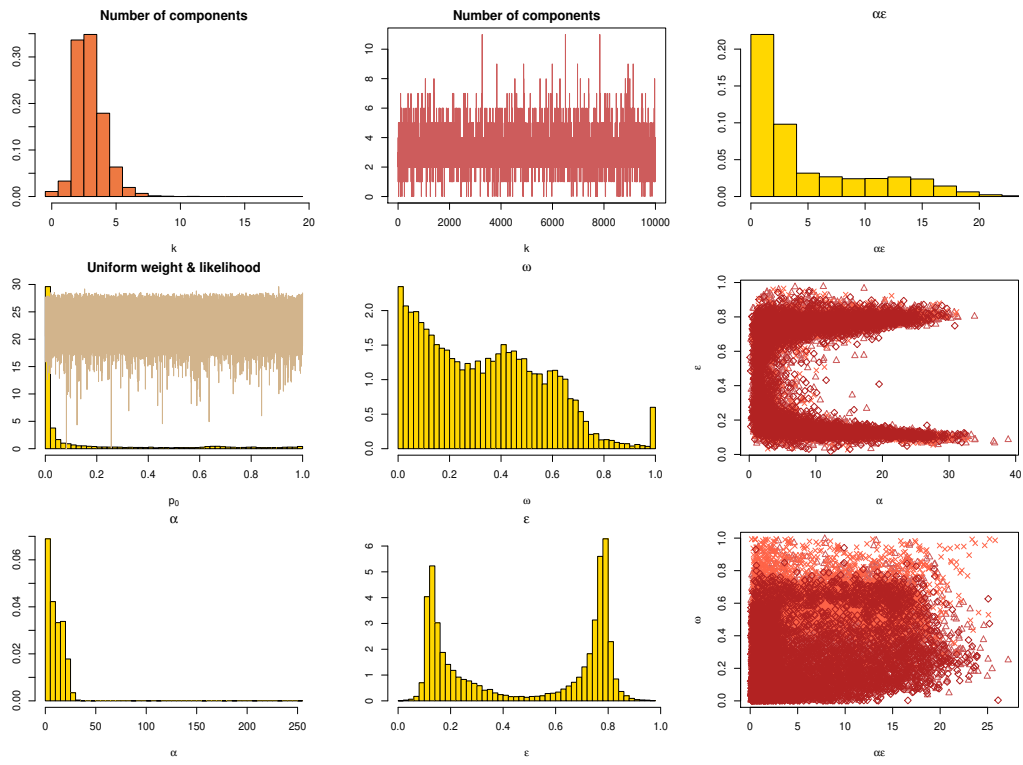 Number of components
0.00 0.10 0.20 0.30
0 5 10 15 20
k
Number of components
0 2 4 6 8 10
0 2000 4000 6000 8000 10000
k
αε
0.00 0.05 0.10 0.15 0.20
0 5 10 15 20
αε
Uniform weight & likelihood
0 5 10 15 20 25 30
0.0 0.2 0.4 0.6 0.8 1.0
p0
ω
0.0 0.5 1.0 1.5 2.0
0.0 0.2 0.4 0.6 0.8 1.0
ω
ε
0.0 0.2 0.4 0.6 0.8 1.0
0 10 20 30 40
α
α
0.00 0.02 0.04 0.06
0 50 100 150 200 250
α
ε
0 1 2 3 4 5 6
0.0 0.2 0.4 0.6 0.8 1.0
ε
ω
0.0 0.2 0.4 0.6 0.8 1.0
0 5 10 15 20 25
αε